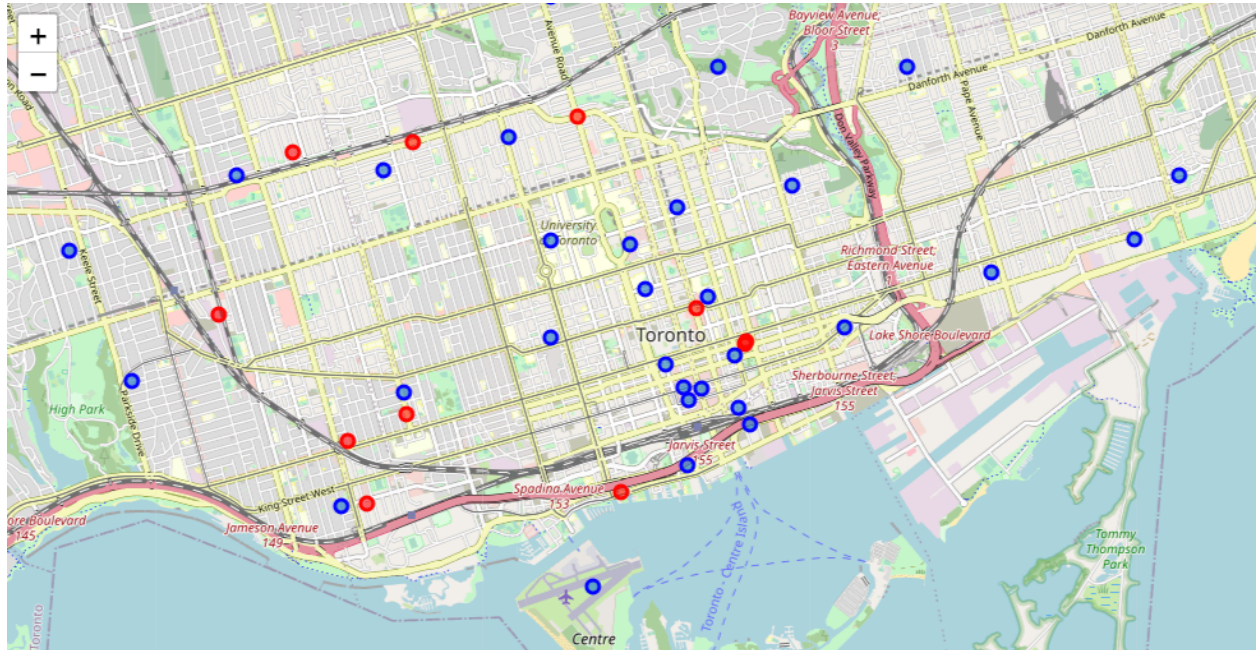 +
−
Bayview Avenue;
Bloor Street
3
Danforth Avenue
Danforth Avenue
Avenue Road
Pape Avenue
Don Valley Parkway
University
of Toronto
Keele Street
Richmond Street;
Eastern Avenue
Toronto
Lake Shore Boulevard
Sherbourne Street;
Jarvis Street
155
High Park
Parkside Drive
Jarvis Street
155
King Street West
Spadina Avenue
153
ore Boulevard
145
Jameson Avenue
149
Toronto - Centre Island
Tommy
Thompson
Park
Toronto
Centre